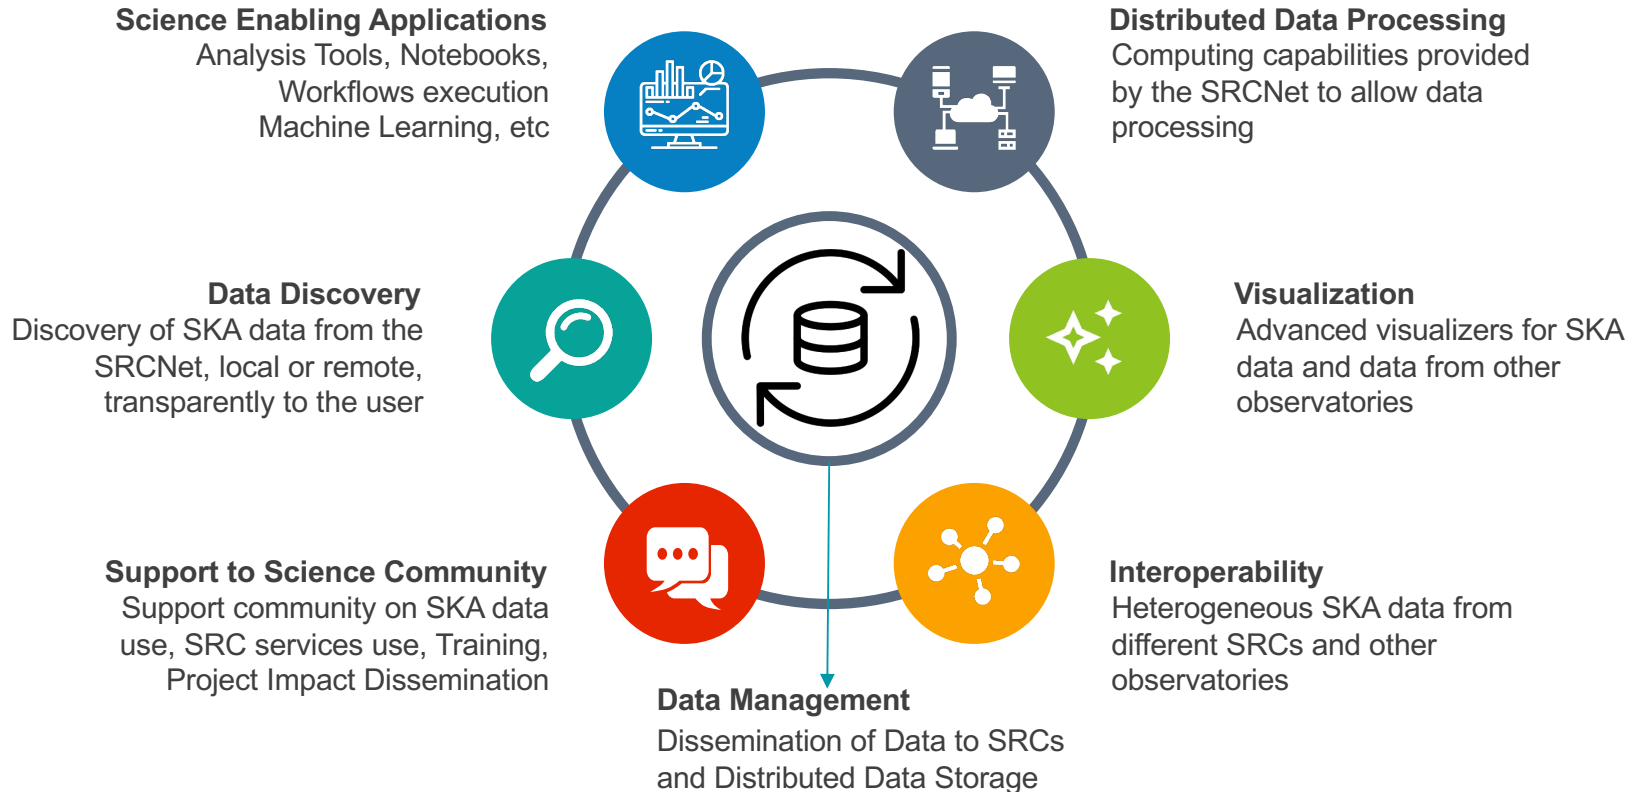 Science Enabling Applications
Analysis Tools, Notebooks,
Workflows execution
Machine Learning, etc
Distributed Data Processing
Computing capabilities provided
by the SRCNet to allow data
processing
Data Discovery
Discovery of SKA data from the
SRCNet, local or remote,
transparently to the user
Visualization
Advanced visualizers for SKA
data and data from other
observatories
Support to Science Community
Support community on SKA data
use, SRC services use, Training,
Project Impact Dissemination
Interoperability
Heterogeneous SKA data from
different SRCs and other
observatories
Data Management
Dissemination of Data to SRCs
and Distributed Data Storage